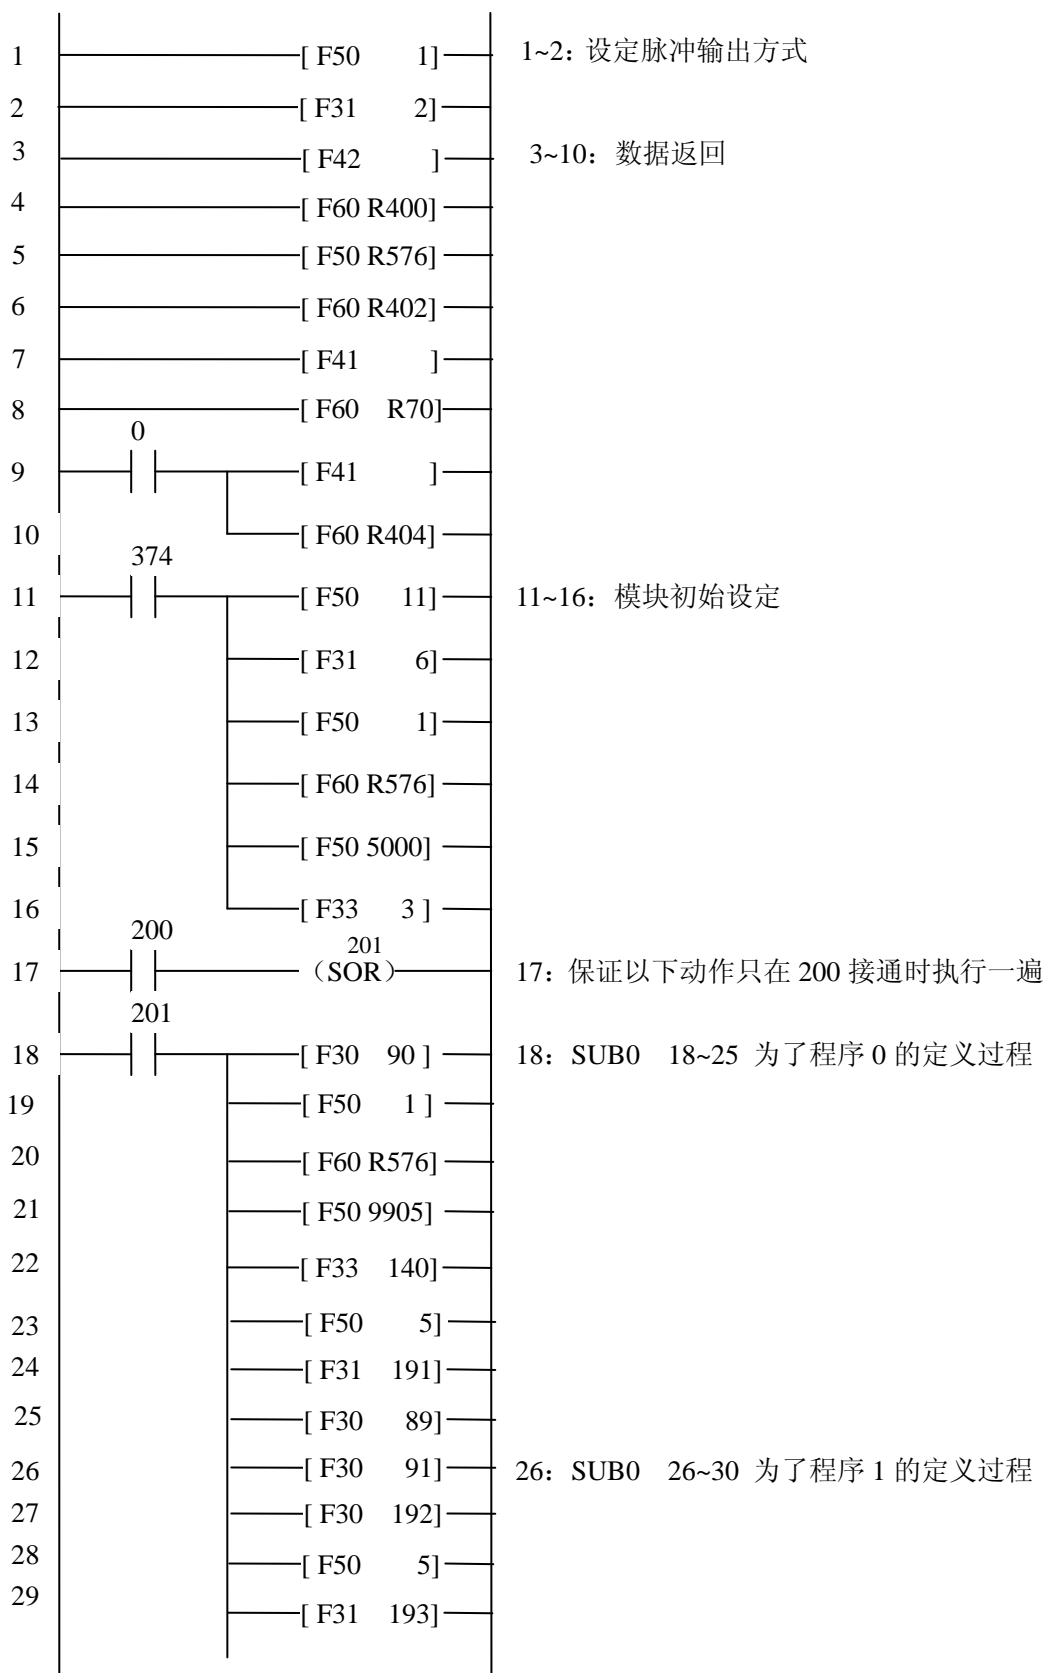 1 [ F50 1] 1~2: 设定脉冲输出方式
2 [ F31 2]
3 [ F42 ] 3~10：数据返回
4 [ F60 R400]
5 [ F50 R576]
6 [ F60 R402]
7 [ F41 ]
8 [ F60 R70]
0
9 [ F41 ]
10 [ F60 R404]
374
11 [ F50 11] 11~16：模块初始设定
12 [ F31 6]
13 [ F50 1]
14 [ F60 R576]
15 [ F50 5000]
16 [ F33 3 ]
200 201
17 （SOR） 17：保证以下动作只在 200 接通时执行一遍
201
18 [ F30 90 ] 18：SUB0 18~25 为了程序 0 的定义过程
19 [ F50 1 ]
20 [ F60 R576]
21 [ F50 9905]
22 [ F33 140]
23 [ F50 5]
24 [ F31 191]
25 [ F30 89]
26 [ F30 91] 26：SUB0 26~30 为了程序 1 的定义过程
27 [ F30 192]
28 [ F50 5]
29 [ F31 193]